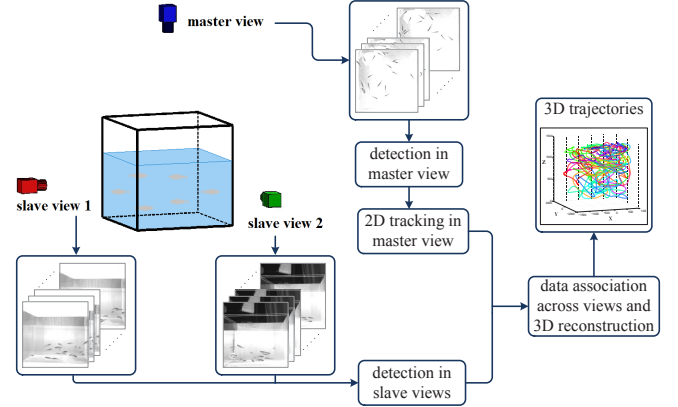 master view
3D trajectories
Z
Y
X
detection in
master view
slave view 1
slave view 2
2D tracking in
master view
data association
across views and
3D reconstruction
detection in
slave views